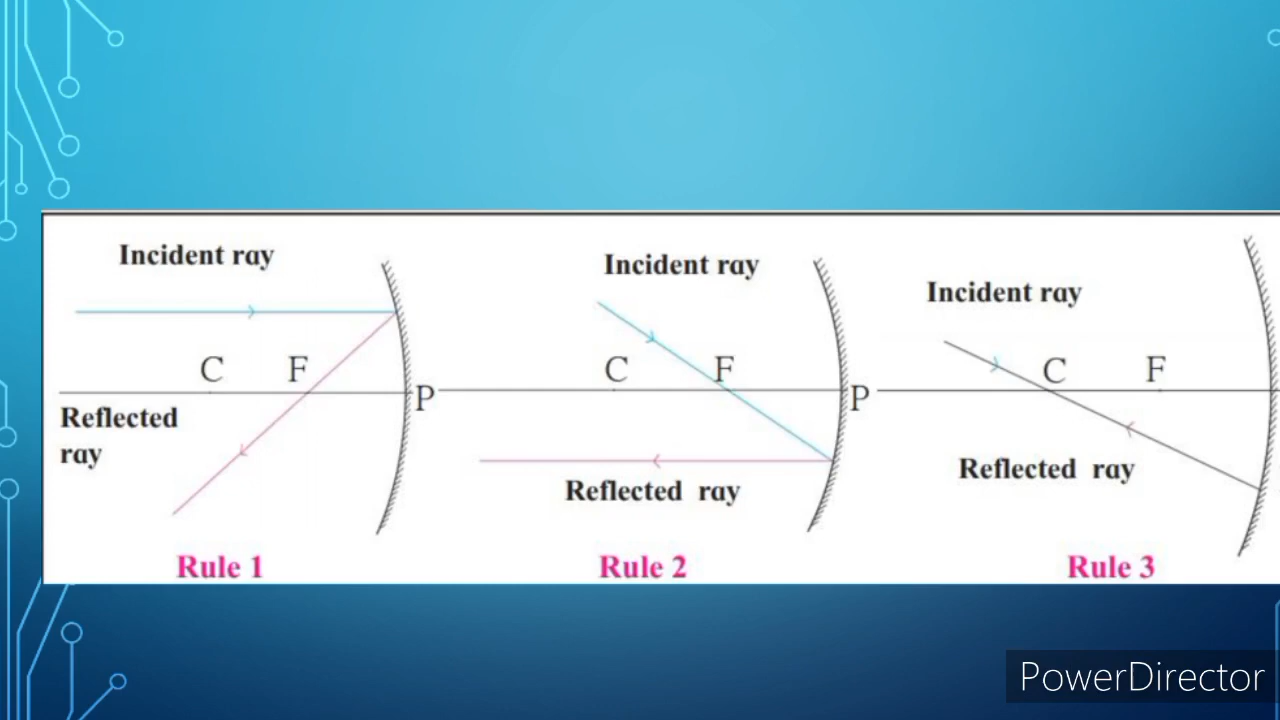 Incident ray
C F
P
Reflected
ray
Rule 1
Incident ray
C F
P
Reflected ray
Rule 2
Incident ray
C F
Reflected ray
Rule 3
PowerDirector